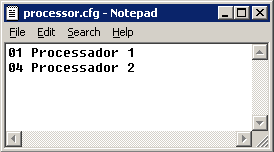 processor.cfg - Notepad
File Edit Search Help
01 Processador 1
04 Processador 2